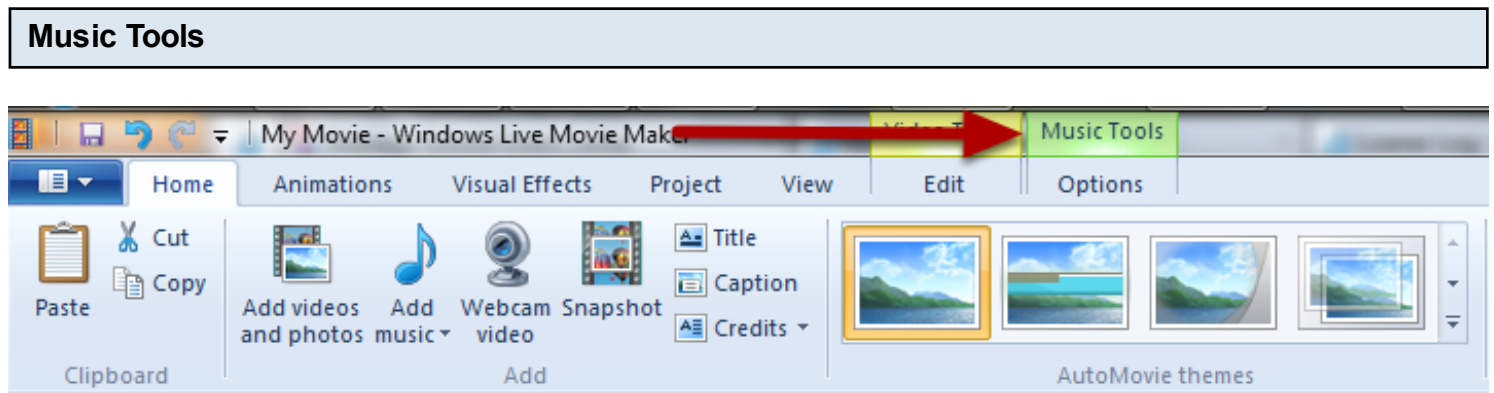 Music Tools
My Movie - Windows Live Movie Maker
Music Tools
Home Animations Visual Effects Project View Edit Options
Paste
Cut
Copy
Add videos
and photos
Add
music
Webcam
video
Snapshot
Title
Caption
Credits
Clipboard
Add
AutoMovie themes